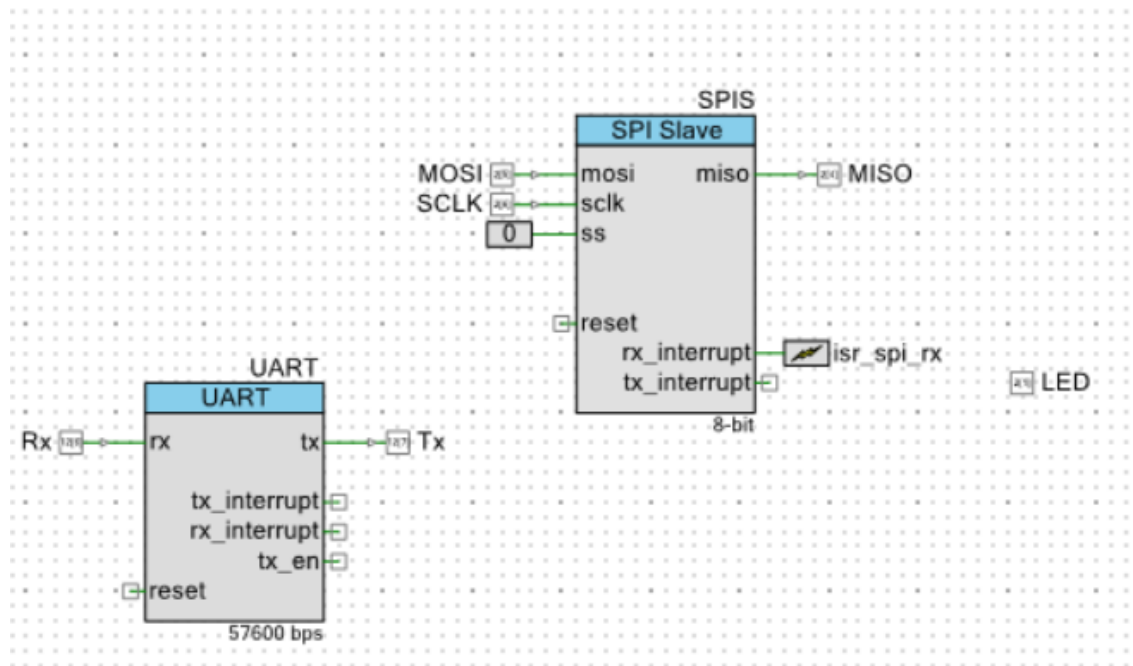 SPIS
SPI Slave
MOSI mosi miso MISO
SCLK sclk
0 ss
reset
rx_interrupt isr_spi_rx
tx_interrupt
8-bit
LED
UART
UART
Rx rx tx Tx
tx_interrupt
rx_interrupt
tx_en
reset
57600 bps